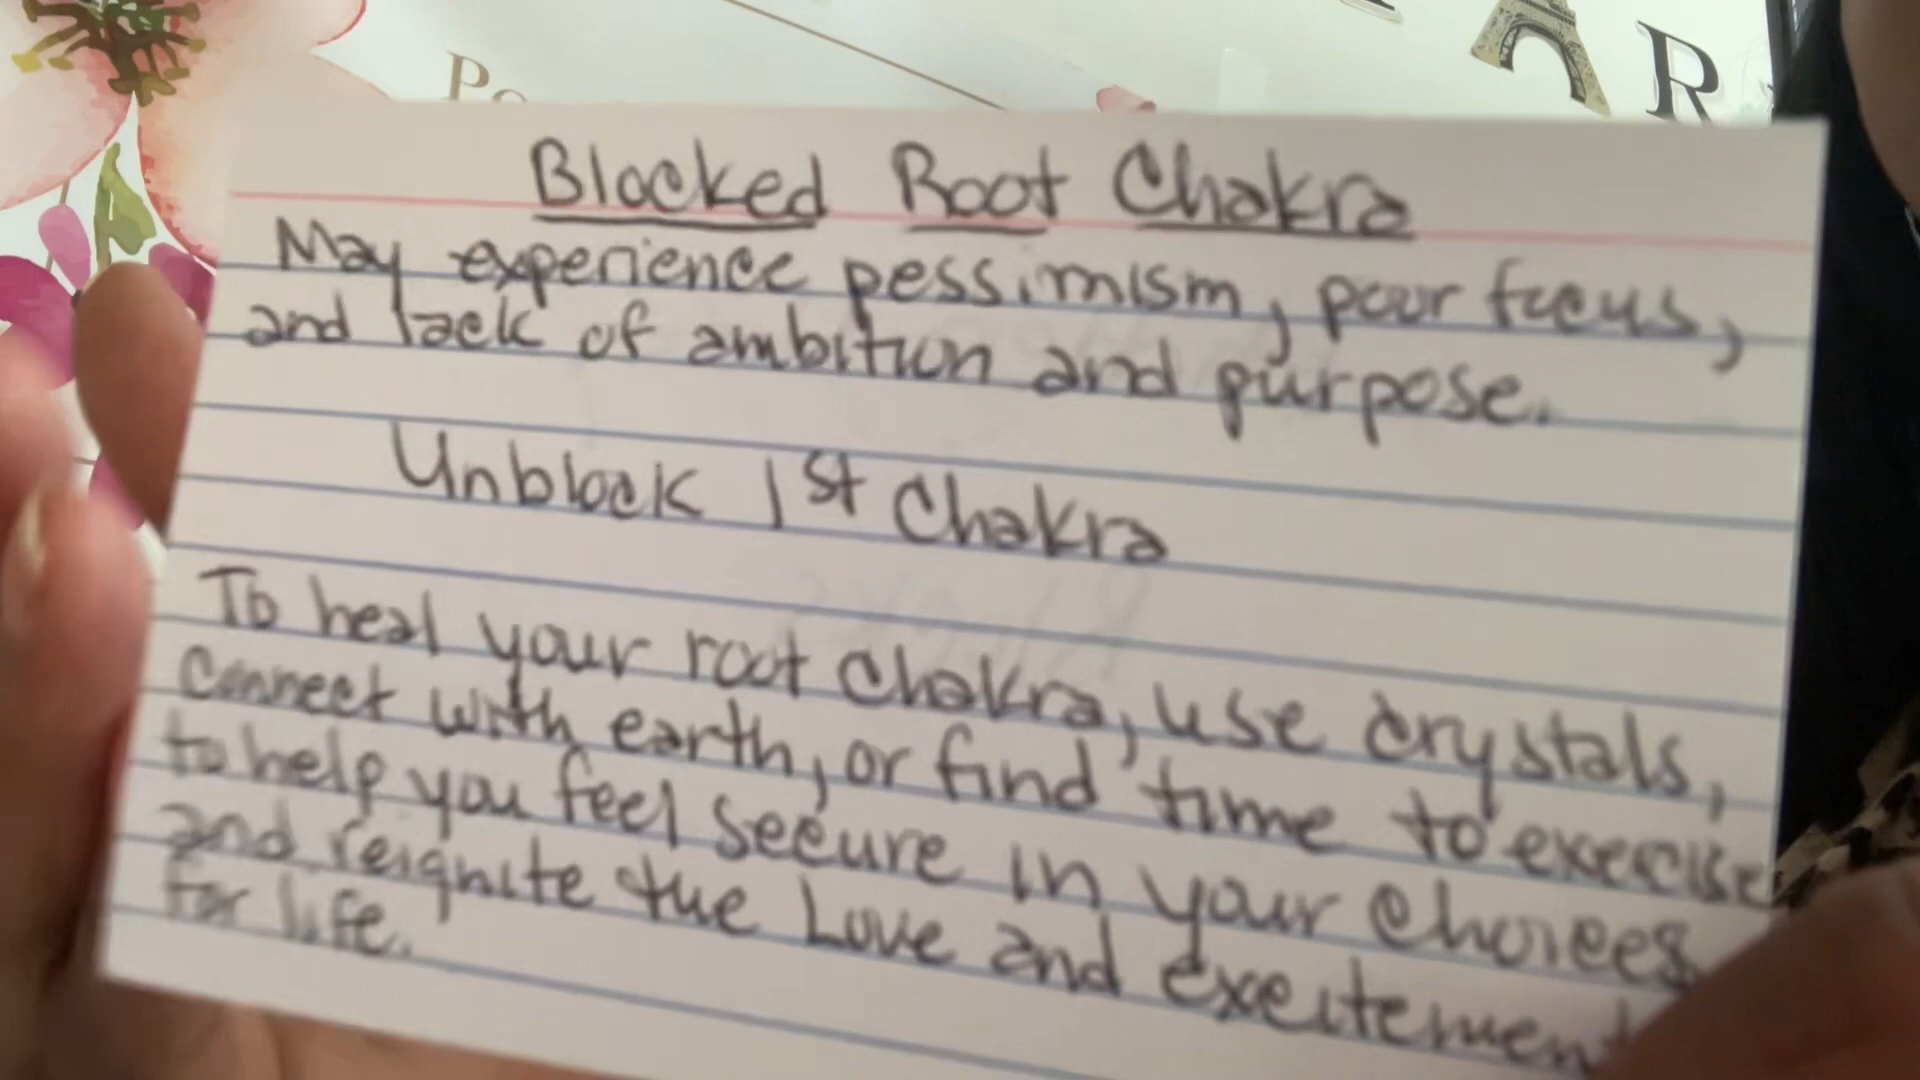 Po
R
Blocked Root Chakra
May experience pessimism, poor focus,
and lack of ambition and purpose.
Unblock 1st Chakra
To heal your root chakra, use crystals,
connect with earth, or find time to exercise
to help you feel secure in your choices
and reignite the Love and excitement
for life.